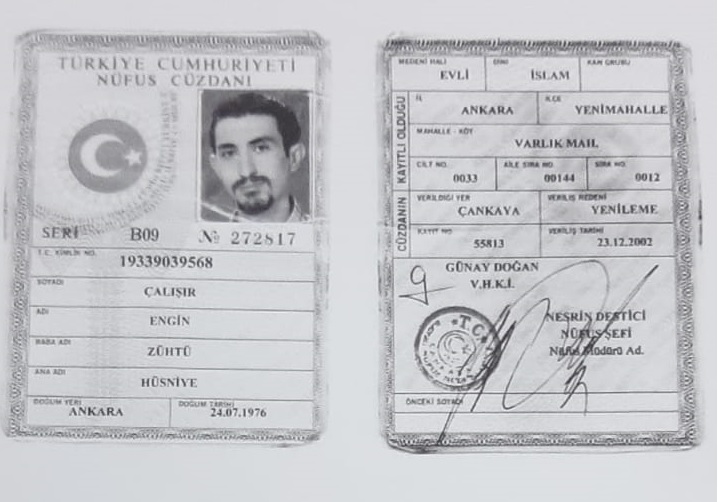 TÜRKİYE CUMHURİYETİ
NÜFUS CÜZDANI
SERİ B09 № 272817
T.C. KİMLİK NO.
19339039568
SOYADI
ÇALIŞIR
ADI
ENGİN
BABA ADI
ZÜHTÜ
ANA ADI
HÜSNİYE
DOĞUM YERİ DOĞUM TARİHİ
ANKARA 24.07.1976
MEDENİ HALİ DİNİ KAN GRUBU
EVLİ İSLAM
KAYITLI OLDUĞU
İL İLÇE
ANKARA YENİMAHALLE
MAHALLE - KÖY
VARLIK MAH.
CİLT NO. AİLE SIRA NO. SIRA NO.
0033 00144 0012
CÜZDANIN
VERİLDİĞİ YER VERİLİŞ NEDENİ
ÇANKAYA YENİLEME
KAYIT NO VERİLİŞ TARİHİ
55813 23.12.2002
GÜNAY DOĞAN
V.H.K.İ.
NEŞRİN DESTİCİ
NÜFUS ŞEFİ
Nüfus Müdürü Ad.
T.C.
ÖNCEKİ SOYADI